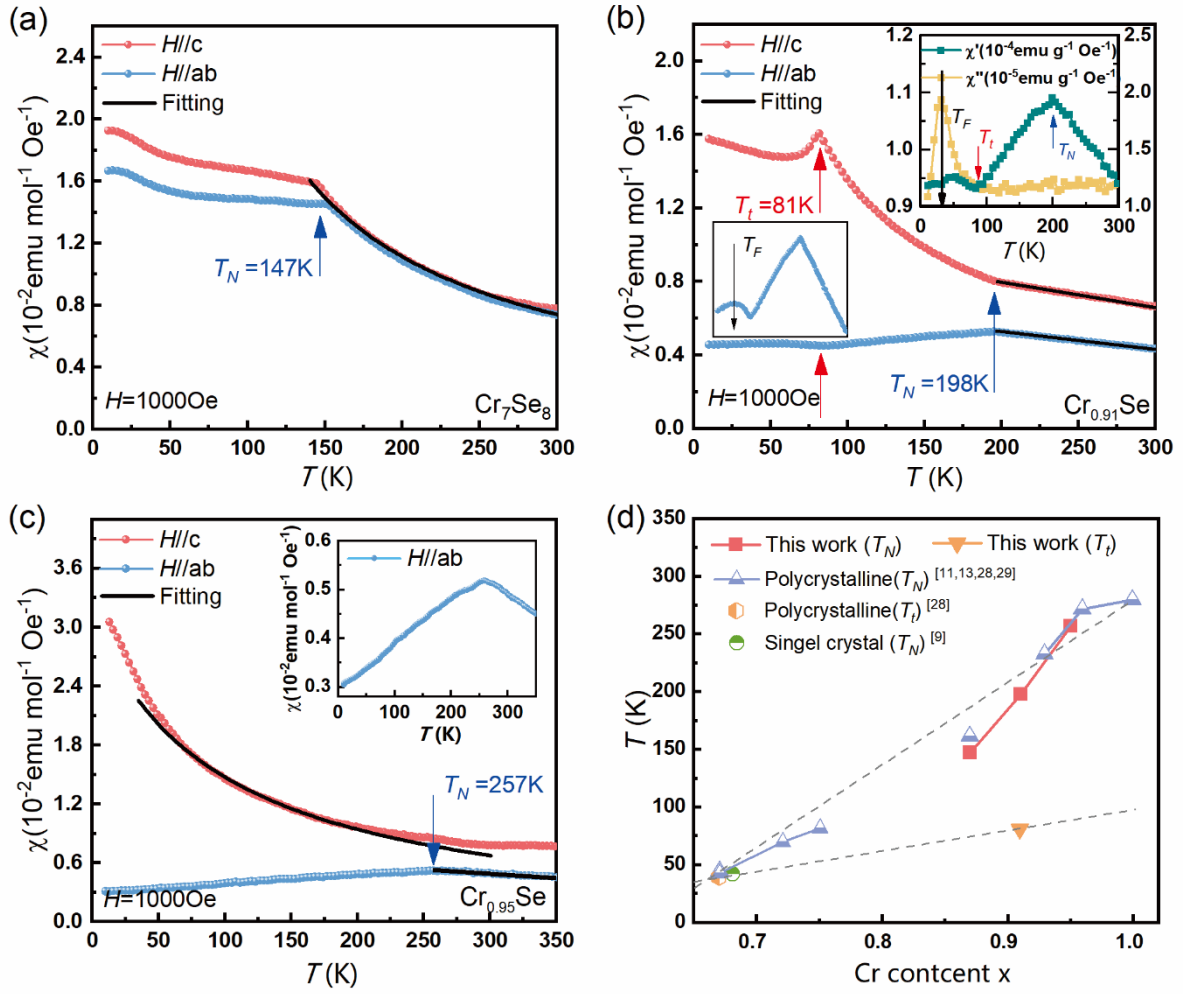 (a)
H//c
H//ab
Fitting
χ(10⁻²emu mol⁻¹ Oe⁻¹)
2.4
1.8
1.2
0.6
0.0
T_N =147K
H=1000Oe
Cr₇Se₈
0 50 100 150 200 250 300
T (K)
(b)
H//c
H//ab
Fitting
χ(10⁻²emu mol⁻¹ Oe⁻¹)
2.0
1.6
1.2
0.8
0.4
0.0
χ'(10⁻⁴emu g⁻¹ Oe⁻¹)
χ''(10⁻⁵emu g⁻¹ Oe⁻¹)
1.2
1.1
1.0
0.9
2.5
2.0
1.5
1.0
T_F
T_t
T_N
0 100 200 300
T (K)
T_t =81K
T_F
T_N =198K
H=1000Oe
Cr₀.₉₁Se
0 50 100 150 200 250 300
T (K)
(c)
H//c
H//ab
Fitting
χ(10⁻²emu mol⁻¹ Oe⁻¹)
3.6
3.0
2.4
1.8
1.2
0.6
0.0
H//ab
χ(10⁻²emu mol⁻¹ Oe⁻¹)
0.6
0.5
0.4
0.3
0 100 200 300
T (K)
T_N =257K
H=1000Oe
Cr₀.₉₅Se
0 50 100 150 200 250 300 350
T (K)
(d)
This work (T_N)
This work (T_t)
Polycrystalline(T_N) [11,13,28,29]
Polycrystalline(T_t) [28]
Singel crystal (T_N) [9]
T (K)
350
300
250
200
150
100
50
0
0.7 0.8 0.9 1.0
Cr contcent x